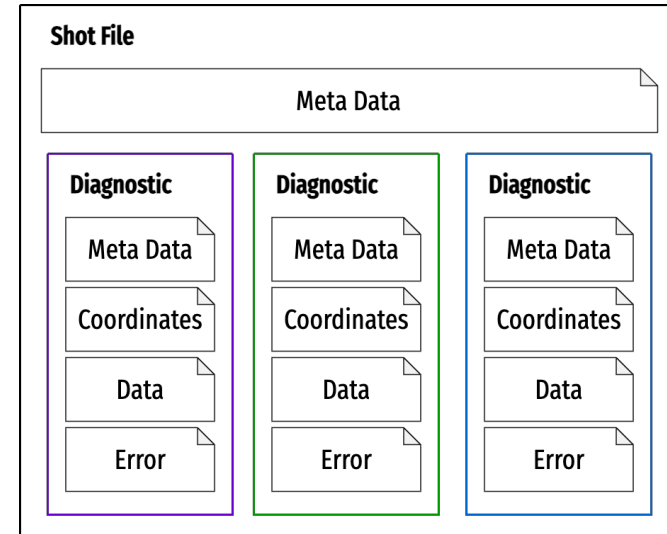 Shot File
Meta Data
Diagnostic
Meta Data
Coordinates
Data
Error
Diagnostic
Meta Data
Coordinates
Data
Error
Diagnostic
Meta Data
Coordinates
Data
Error